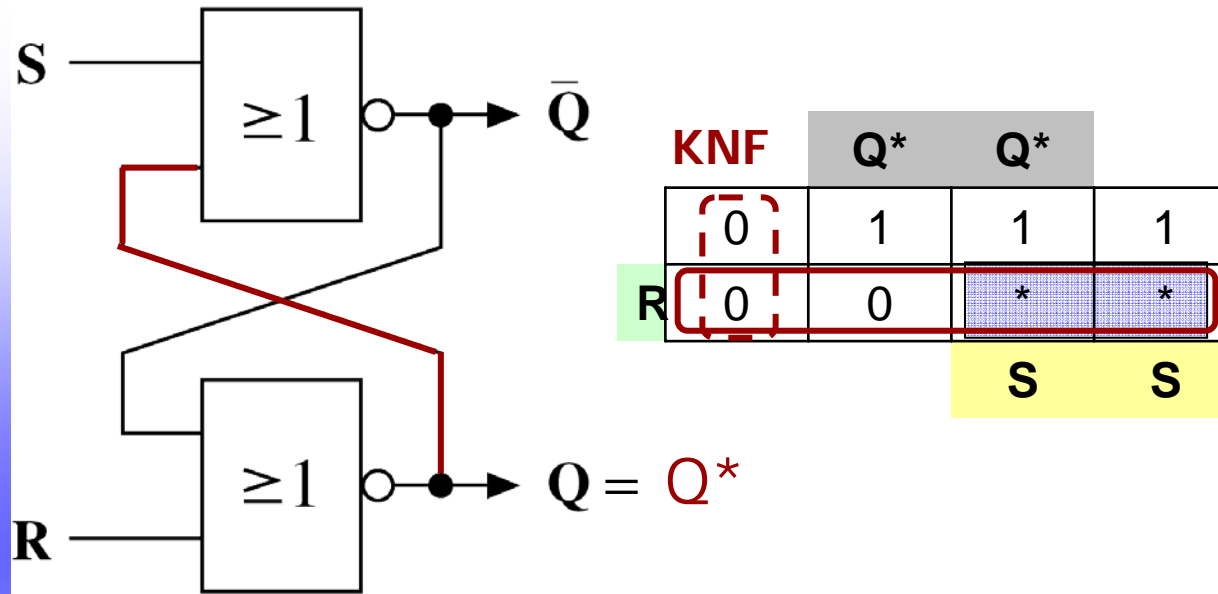 S
≥1
Q̄
R
≥1
Q = Q*
KNF Q* Q*
0 1 1 1
R 0 0 * *
S S